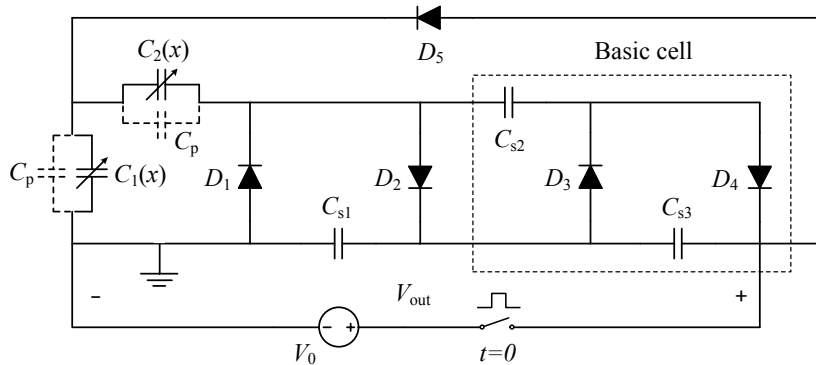 D5
C2(x)
Basic cell
Cp
Cs2
Cp
C1(x)
D1
D2
D3
D4
Cs1
Cs3
–
Vout
+
V0
- +
t=0